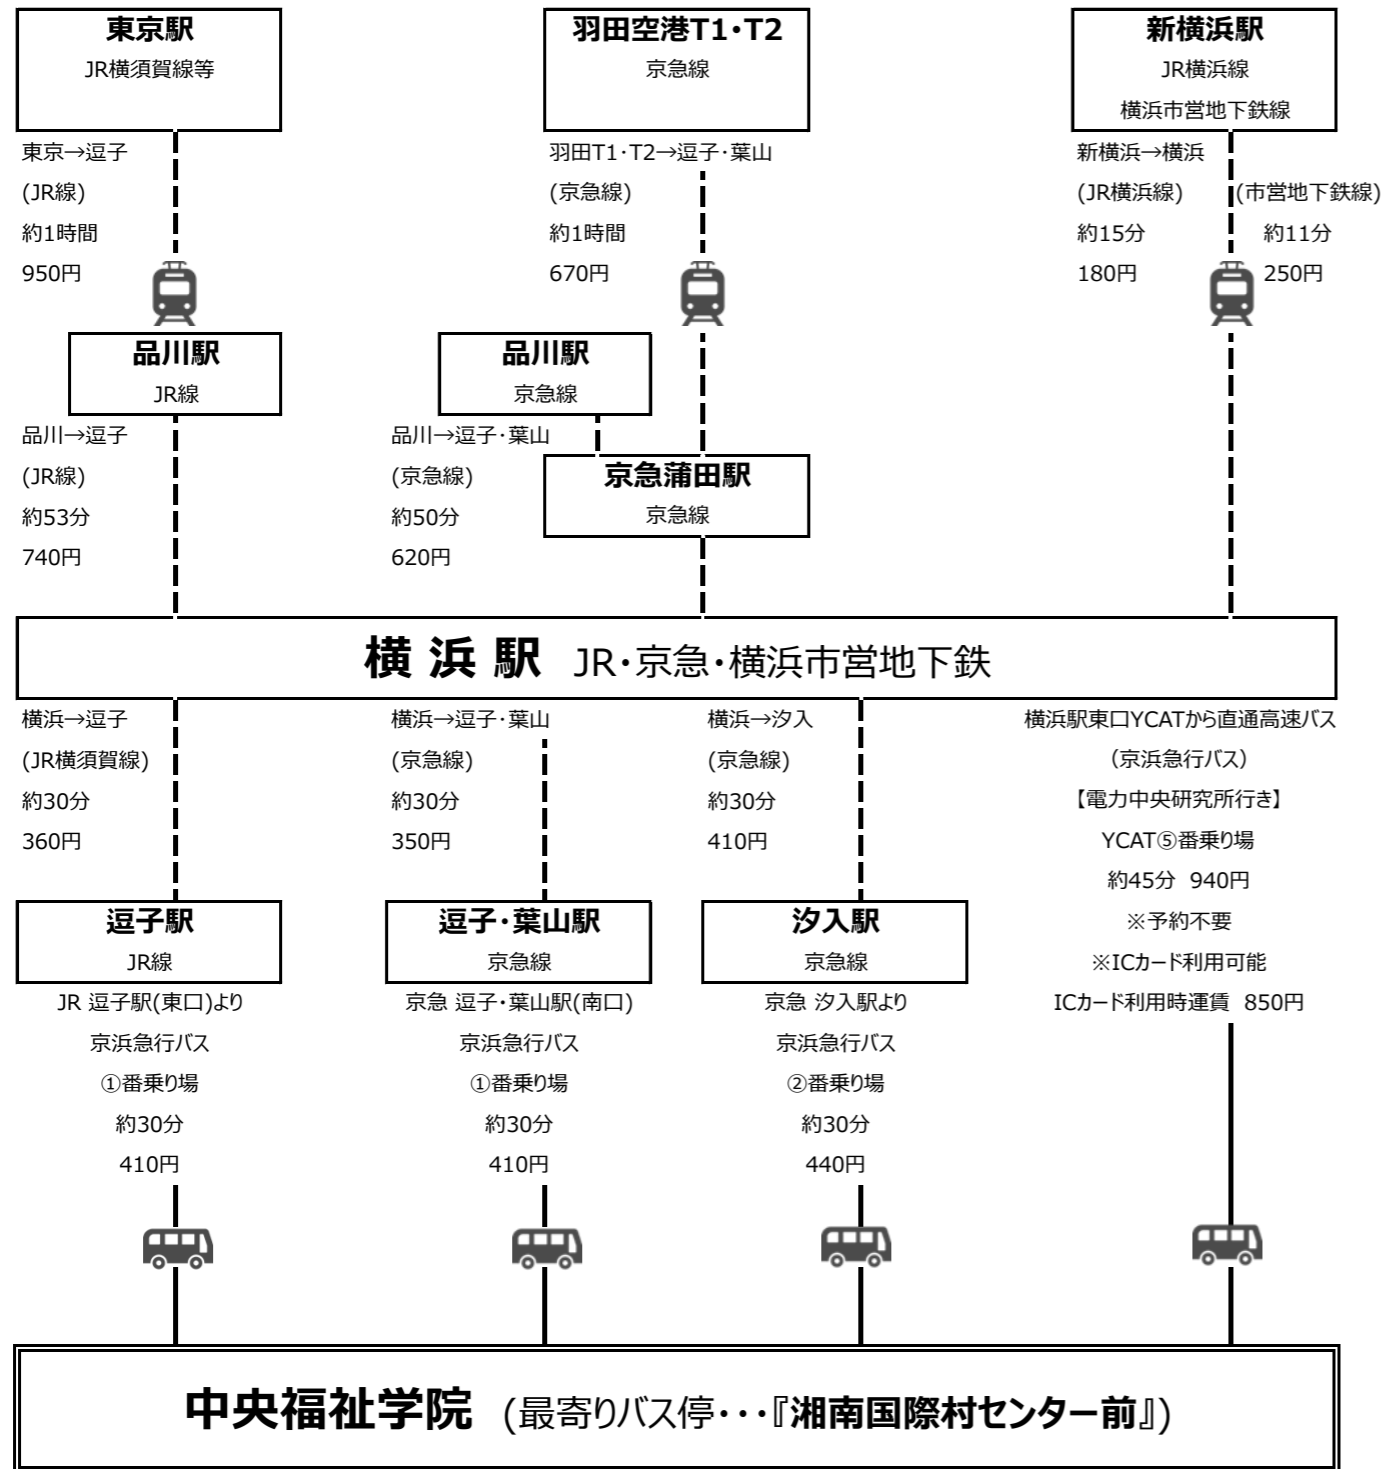 東京駅
JR横須賀線等
羽田空港T1・T2
京急線
新横浜駅
JR横浜線
横浜市営地下鉄線
東京→逗子
(JR線)
約1時間
950円
羽田T1・T2→逗子・葉山
(京急線)
約1時間
670円
新横浜→横浜
(JR横浜線)
約15分
180円
(市営地下鉄線)
約11分
250円
品川駅
JR線
品川→逗子
(JR線)
約53分
740円
品川駅
京急線
品川→逗子・葉山
(京急線)
約50分
620円
京急蒲田駅
京急線
横 浜 駅 JR・京急・横浜市営地下鉄
横浜→逗子
(JR横須賀線)
約30分
360円
横浜→逗子・葉山
(京急線)
約30分
350円
横浜→汐入
(京急線)
約30分
410円
横浜駅東口YCATから直通高速バス
(京浜急行バス)
【電力中央研究所行き】
YCAT⑤番乗り場
約45分 940円
※予約不要
※ICカード利用可能
ICカード利用時運賃 850円
逗子駅
JR線
JR 逗子駅(東口)より
京浜急行バス
①番乗り場
約30分
410円
逗子・葉山駅
京急線
京急 逗子・葉山駅(南口)
京浜急行バス
①番乗り場
約30分
410円
汐入駅
京急線
京急 汐入駅より
京浜急行バス
②番乗り場
約30分
440円
中央福祉学院 (最寄りバス停・・・『湘南国際村センター前』)